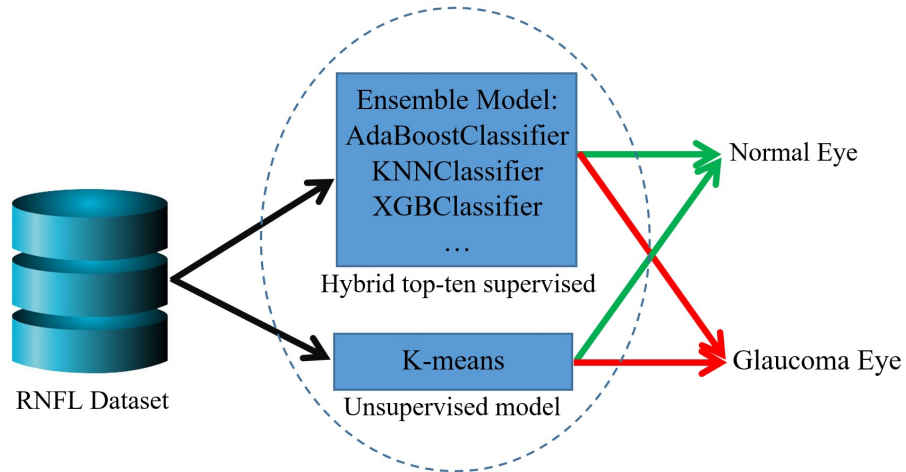 Ensemble Model:
AdaBoostClassifier
KNNClassifier
XGBClassifier
…
Hybrid top-ten supervised
K-means
Unsupervised model
RNFL Dataset
Normal Eye
Glaucoma Eye